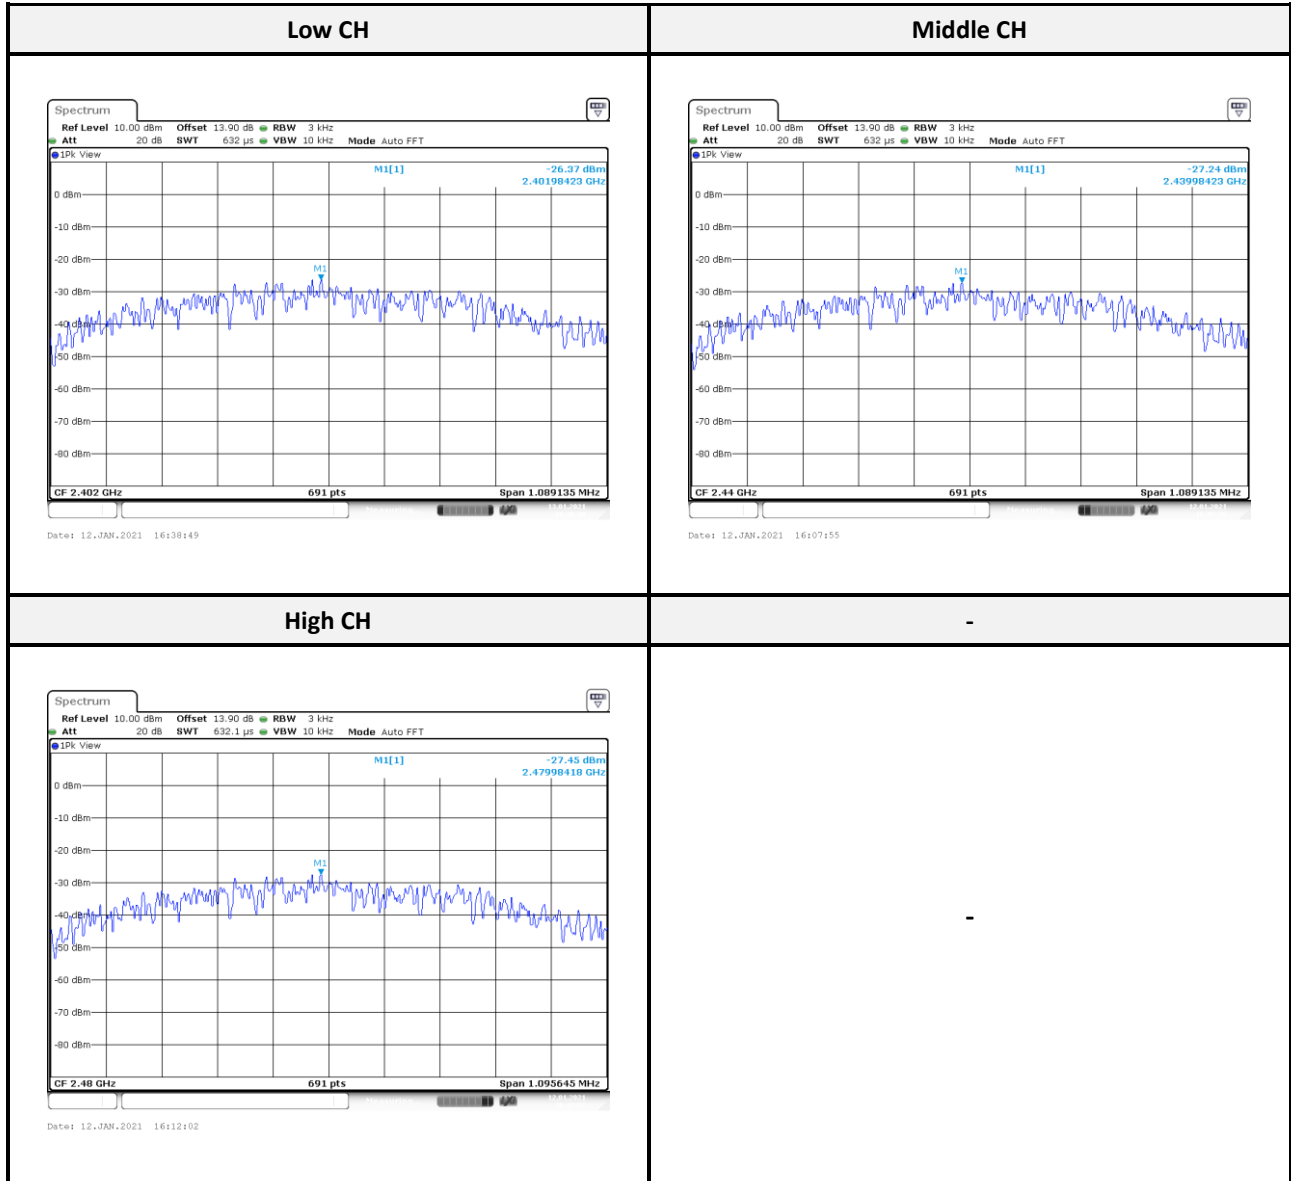 Low CH
Middle CH
Spectrum
Ref Level 10.00 dBm Offset 13.90 dB RBW 3 kHz
Att 20 dB SWT 632 µs VBW 10 kHz Mode Auto FFT
1Pk View
M1[1] -26.37 dBm
2.40198423 GHz
0 dBm
-10 dBm
-20 dBm
M1
-30 dBm
-40 dBm
-50 dBm
-60 dBm
-70 dBm
-80 dBm
CF 2.402 GHz 691 pts Span 1.089135 MHz
Date: 12.JAN.2021 16:38:49
Spectrum
Ref Level 10.00 dBm Offset 13.90 dB RBW 3 kHz
Att 20 dB SWT 632 µs VBW 10 kHz Mode Auto FFT
1Pk View
M1[1] -27.24 dBm
2.43998423 GHz
0 dBm
-10 dBm
-20 dBm
M1
-30 dBm
-40 dBm
-50 dBm
-60 dBm
-70 dBm
-80 dBm
CF 2.44 GHz 691 pts Span 1.089135 MHz
Date: 12.JAN.2021 16:07:55
High CH
-
Spectrum
Ref Level 10.00 dBm Offset 13.90 dB RBW 3 kHz
Att 20 dB SWT 632.1 µs VBW 10 kHz Mode Auto FFT
1Pk View
M1[1] -27.45 dBm
2.47998418 GHz
0 dBm
-10 dBm
-20 dBm
M1
-30 dBm
-40 dBm
-50 dBm
-60 dBm
-70 dBm
-80 dBm
CF 2.48 GHz 691 pts Span 1.095645 MHz
Date: 12.JAN.2021 16:12:02
-